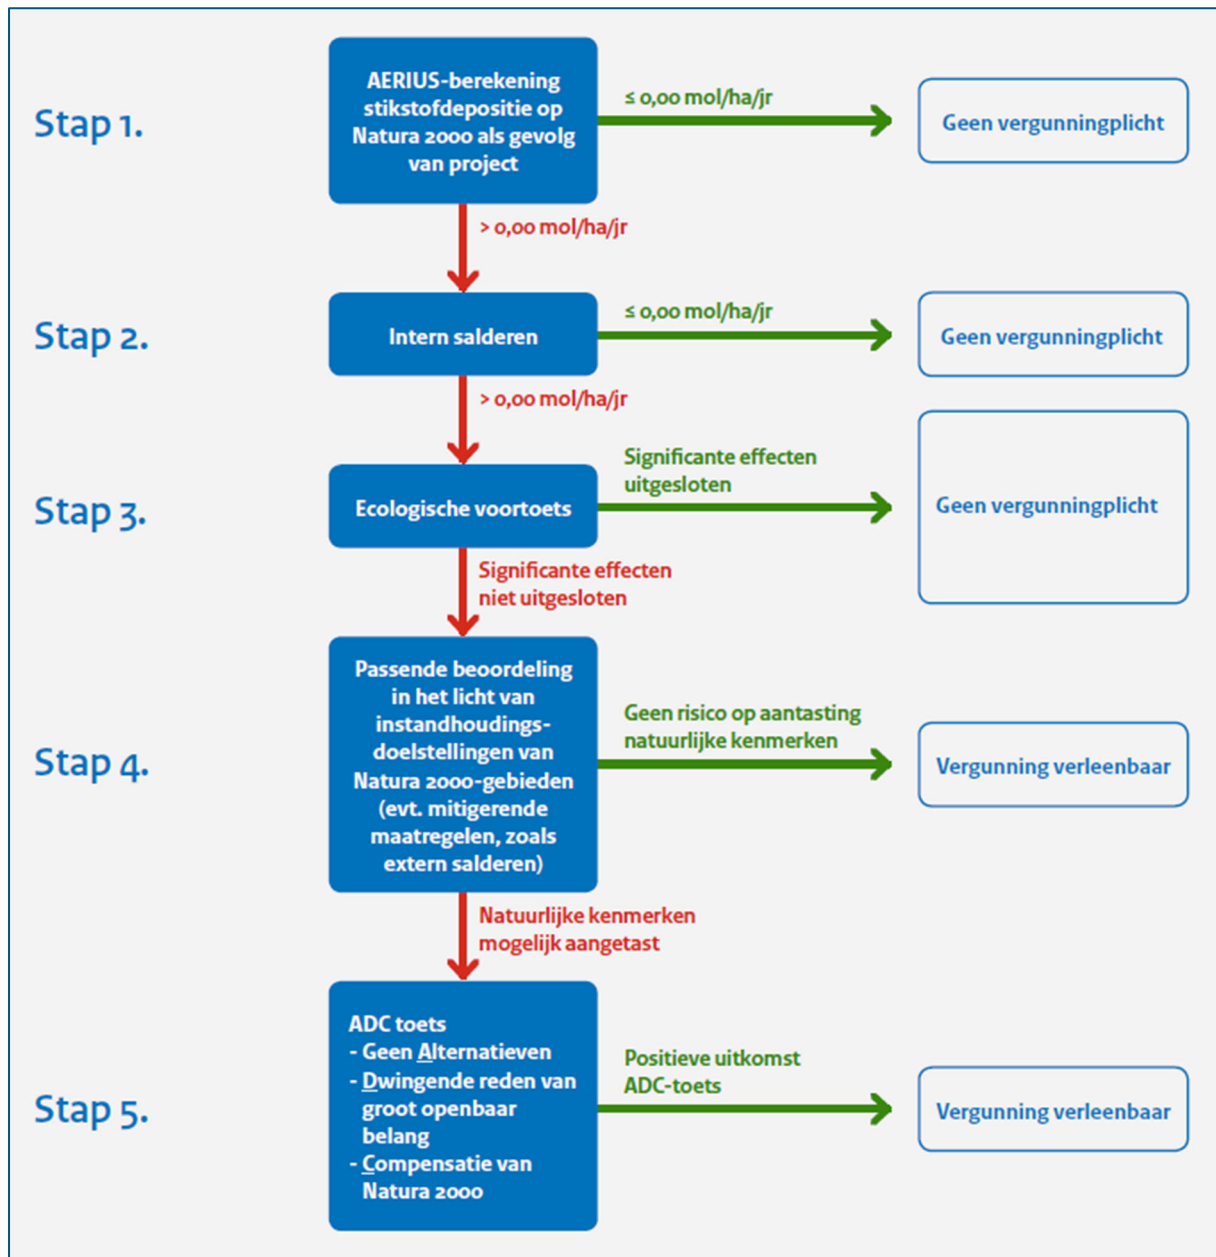 Stap 1.
AERIUS-berekening
stikstofdepositie op
Natura 2000 als gevolg
van project
≤ 0,00 mol/ha/jr
Geen vergunningplicht
> 0,00 mol/ha/jr
Stap 2.
Intern salderen
≤ 0,00 mol/ha/jr
Geen vergunningplicht
> 0,00 mol/ha/jr
Stap 3.
Ecologische voortoets
Significante effecten
uitgesloten
Geen vergunningplicht
Significante effecten
niet uitgesloten
Stap 4.
Passende beoordeling
in het licht van
instandhoudings-
doelstellingen van
Natura 2000-gebieden
(evt. mitigerende
maatregelen, zoals
extern salderen)
Geen risico op aantasting
natuurlijke kenmerken
Vergunning verleenbaar
Natuurlijke kenmerken
mogelijk aangetast
Stap 5.
ADC toets
- Geen Alternatieven
- Dwingende reden van
groot openbaar
belang
- Compensatie van
Natura 2000
Positieve uitkomst
ADC-toets
Vergunning verleenbaar